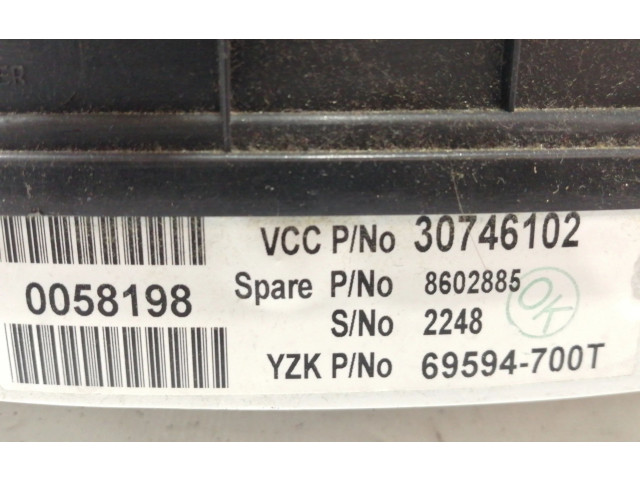 VCC P/No 30746102
0058198
Spare P/No 8602885
OK
S/No 2248
YZK P/No 69594-700T